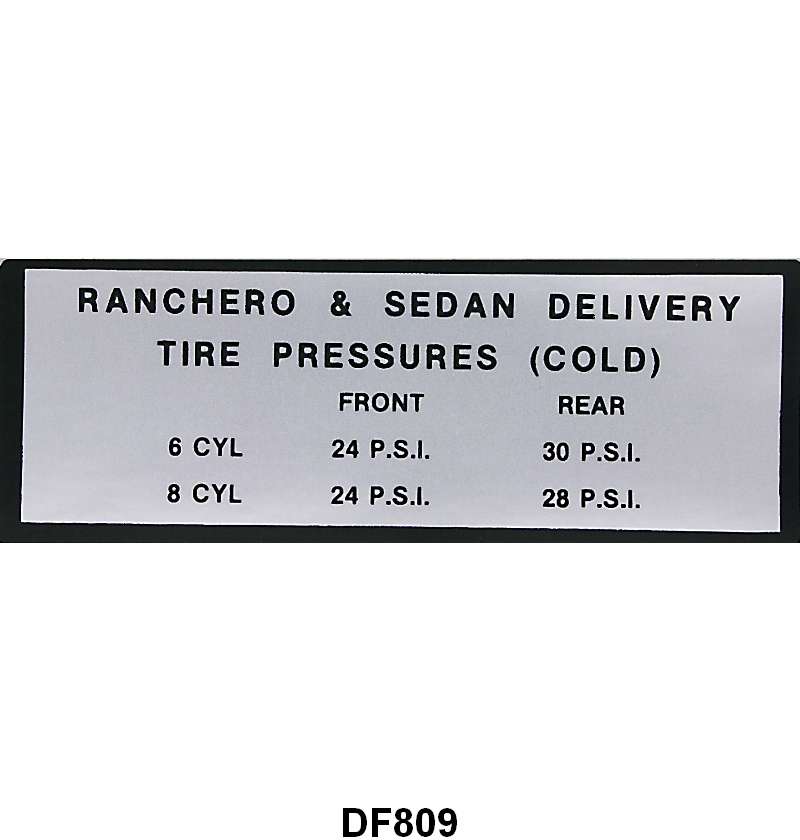 RANCHERO & SEDAN DELIVERY
TIRE PRESSURES (COLD)
FRONT REAR
6 CYL 24 P.S.I. 30 P.S.I.
8 CYL 24 P.S.I. 28 P.S.I.
DF809